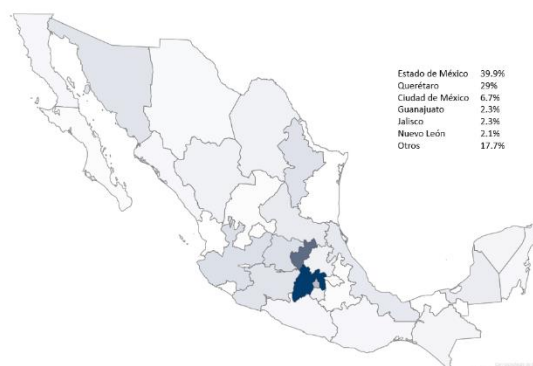 Estado de México 39.9%
Querétaro 29%
Ciudad de México 6.7%
Guanajuato 2.3%
Jalisco 2.3%
Nuevo León 2.1%
Otros 17.7%